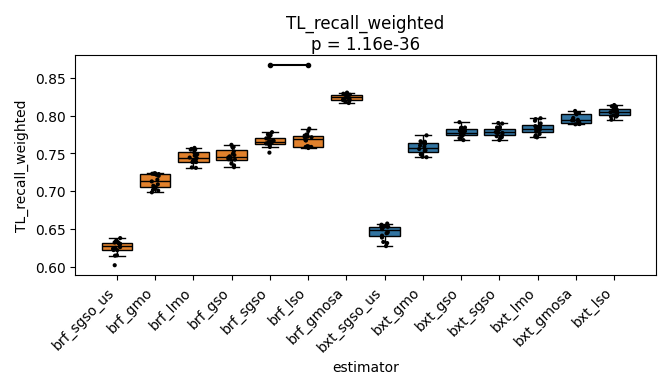 TL_recall_weighted
p = 1.16e-36
TL_recall_weighted
0.85
0.80
0.75
0.70
0.65
0.60
brf_sgso_us
brf_gmo
brf_lmo
brf_gso
brf_sgso
brf_lso
brf_gmosa
bxt_sgso_us
bxt_gmo
bxt_gso
bxt_sgso
bxt_lmo
bxt_gmosa
bxt_lso
estimator